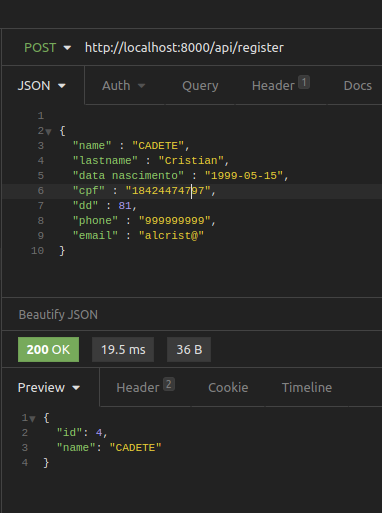 POST http://localhost:8000/api/register
JSON Auth Query Header 1 Docs
1
2 {
3 "name" : "CADETE",
4 "lastname" : "Cristian",
5 "data nascimento" : "1999-05-15",
6 "cpf" : "18424474797",
7 "dd" : 81,
8 "phone" : "999999999",
9 "email" : "alcrist@"
10 }
Beautify JSON
200 OK 19.5 ms 36 B
Preview Header 2 Cookie Timeline
1 {
2 "id": 4,
3 "name": "CADETE"
4 }